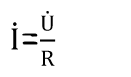 İ = U̇/R